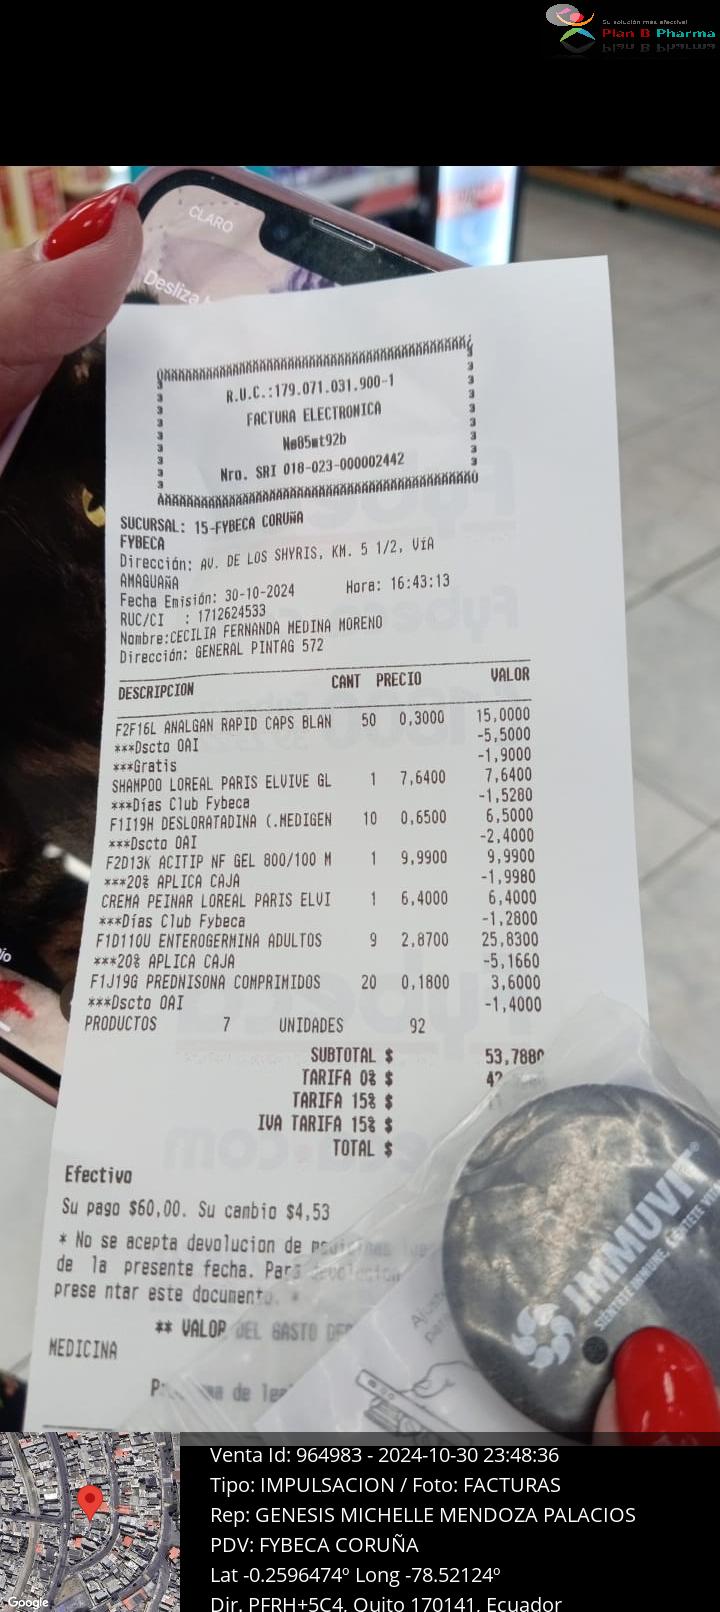 Su solución más efectiva!
Plan B Pharma
CLARO
Desliza
R.U.C.:179.071.031.900-1
FACTURA ELECTRONICA
Nø85wt92b
Nro. SRI 018-023-000002442
SUCURSAL: 15-FYBECA CORUÑA
FYBECA
Dirección: AV. DE LOS SHYRIS, KM. 5 1/2, VÍA
AMAGUAÑA
Fecha Emisión: 30-10-2024 Hora: 16:43:13
RUC/CI : 1712624533
Nombre:CECILIA FERNANDA MEDINA MORENO
Dirección: GENERAL PINTAG 572
DESCRIPCION CANT PRECIO VALOR
F2F16L ANALGAN RAPID CAPS BLAN 50 0,3000 15,0000
***Dscto OAI -5,5000
***Gratis -1,9000
SHAMPOO LOREAL PARIS ELVIVE GL 1 7,6400 7,6400
***Días Club Fybeca -1,5280
F1I19H DESLORATADINA (.MEDIGEN 10 0,6500 6,5000
***Dscto OAI -2,4000
F2D13K ACITIP NF GEL 800/100 M 1 9,9900 9,9900
***20% APLICA CAJA -1,9980
CREMA PEINAR LOREAL PARIS ELVI 1 6,4000 6,4000
***Días Club Fybeca -1,2800
F1D110U ENTEROGERMINA ADULTOS 9 2,8700 25,8300
***20% APLICA CAJA -5,1660
F1J19G PREDNISONA COMPRIMIDOS 20 0,1800 3,6000
***Dscto OAI -1,4000
PRODUCTOS 7 UNIDADES 92
SUBTOTAL $ 53,7880
TARIFA 0% $
TARIFA 15% $
IVA TARIFA 15% $
TOTAL $
Efectivo
Su pago $60,00. Su cambio $4,53
* No se acepta devolucion de medicinas
de la presente fecha. Para devolucion
prese ntar este documento. *
** VALOR DEL GASTO
MEDICINA
IMMUVIT®
SIÉNTETE IMMUNE,
Venta Id: 964983 - 2024-10-30 23:48:36
Tipo: IMPULSACION / Foto: FACTURAS
Rep: GENESIS MICHELLE MENDOZA PALACIOS
PDV: FYBECA CORUÑA
Lat -0.2596474º Long -78.52124º
Dir. PFRH+5C4, Quito 170141, Ecuador
Google